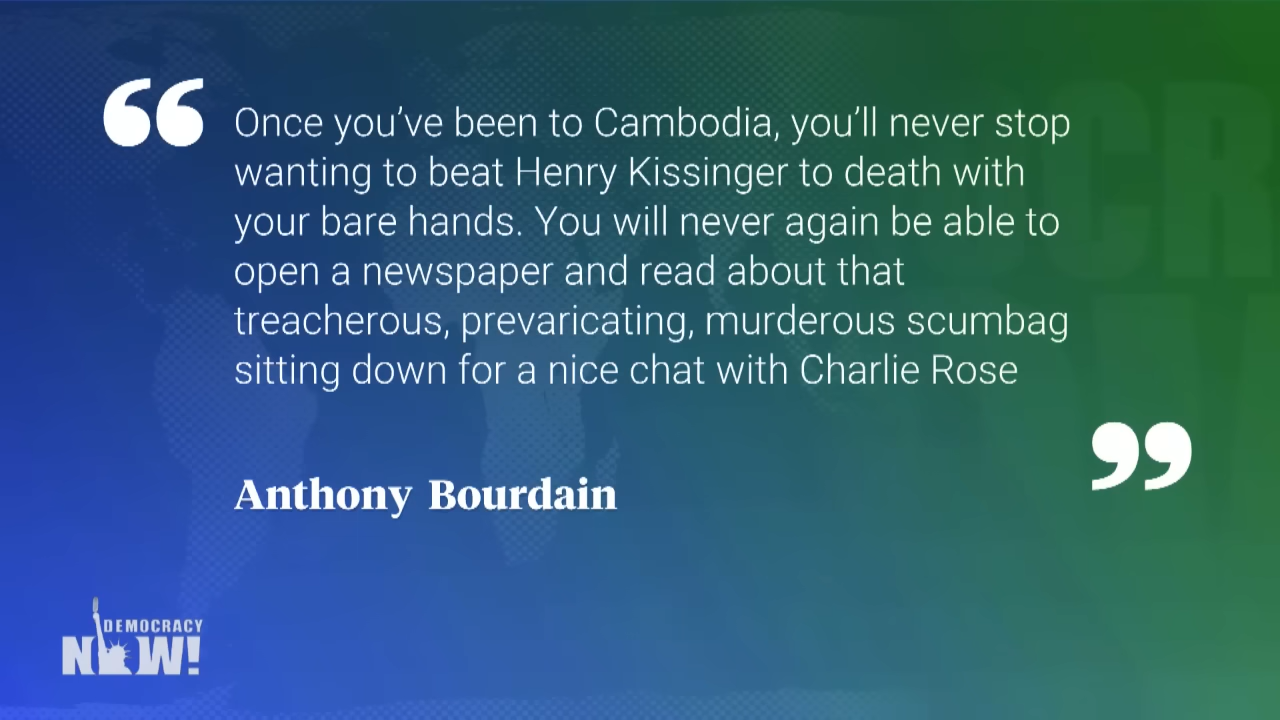 “
Once you’ve been to Cambodia, you’ll never stop
wanting to beat Henry Kissinger to death with
your bare hands. You will never again be able to
open a newspaper and read about that
treacherous, prevaricating, murderous scumbag
sitting down for a nice chat with Charlie Rose
”
Anthony Bourdain
DEMOCRACY
NOW!